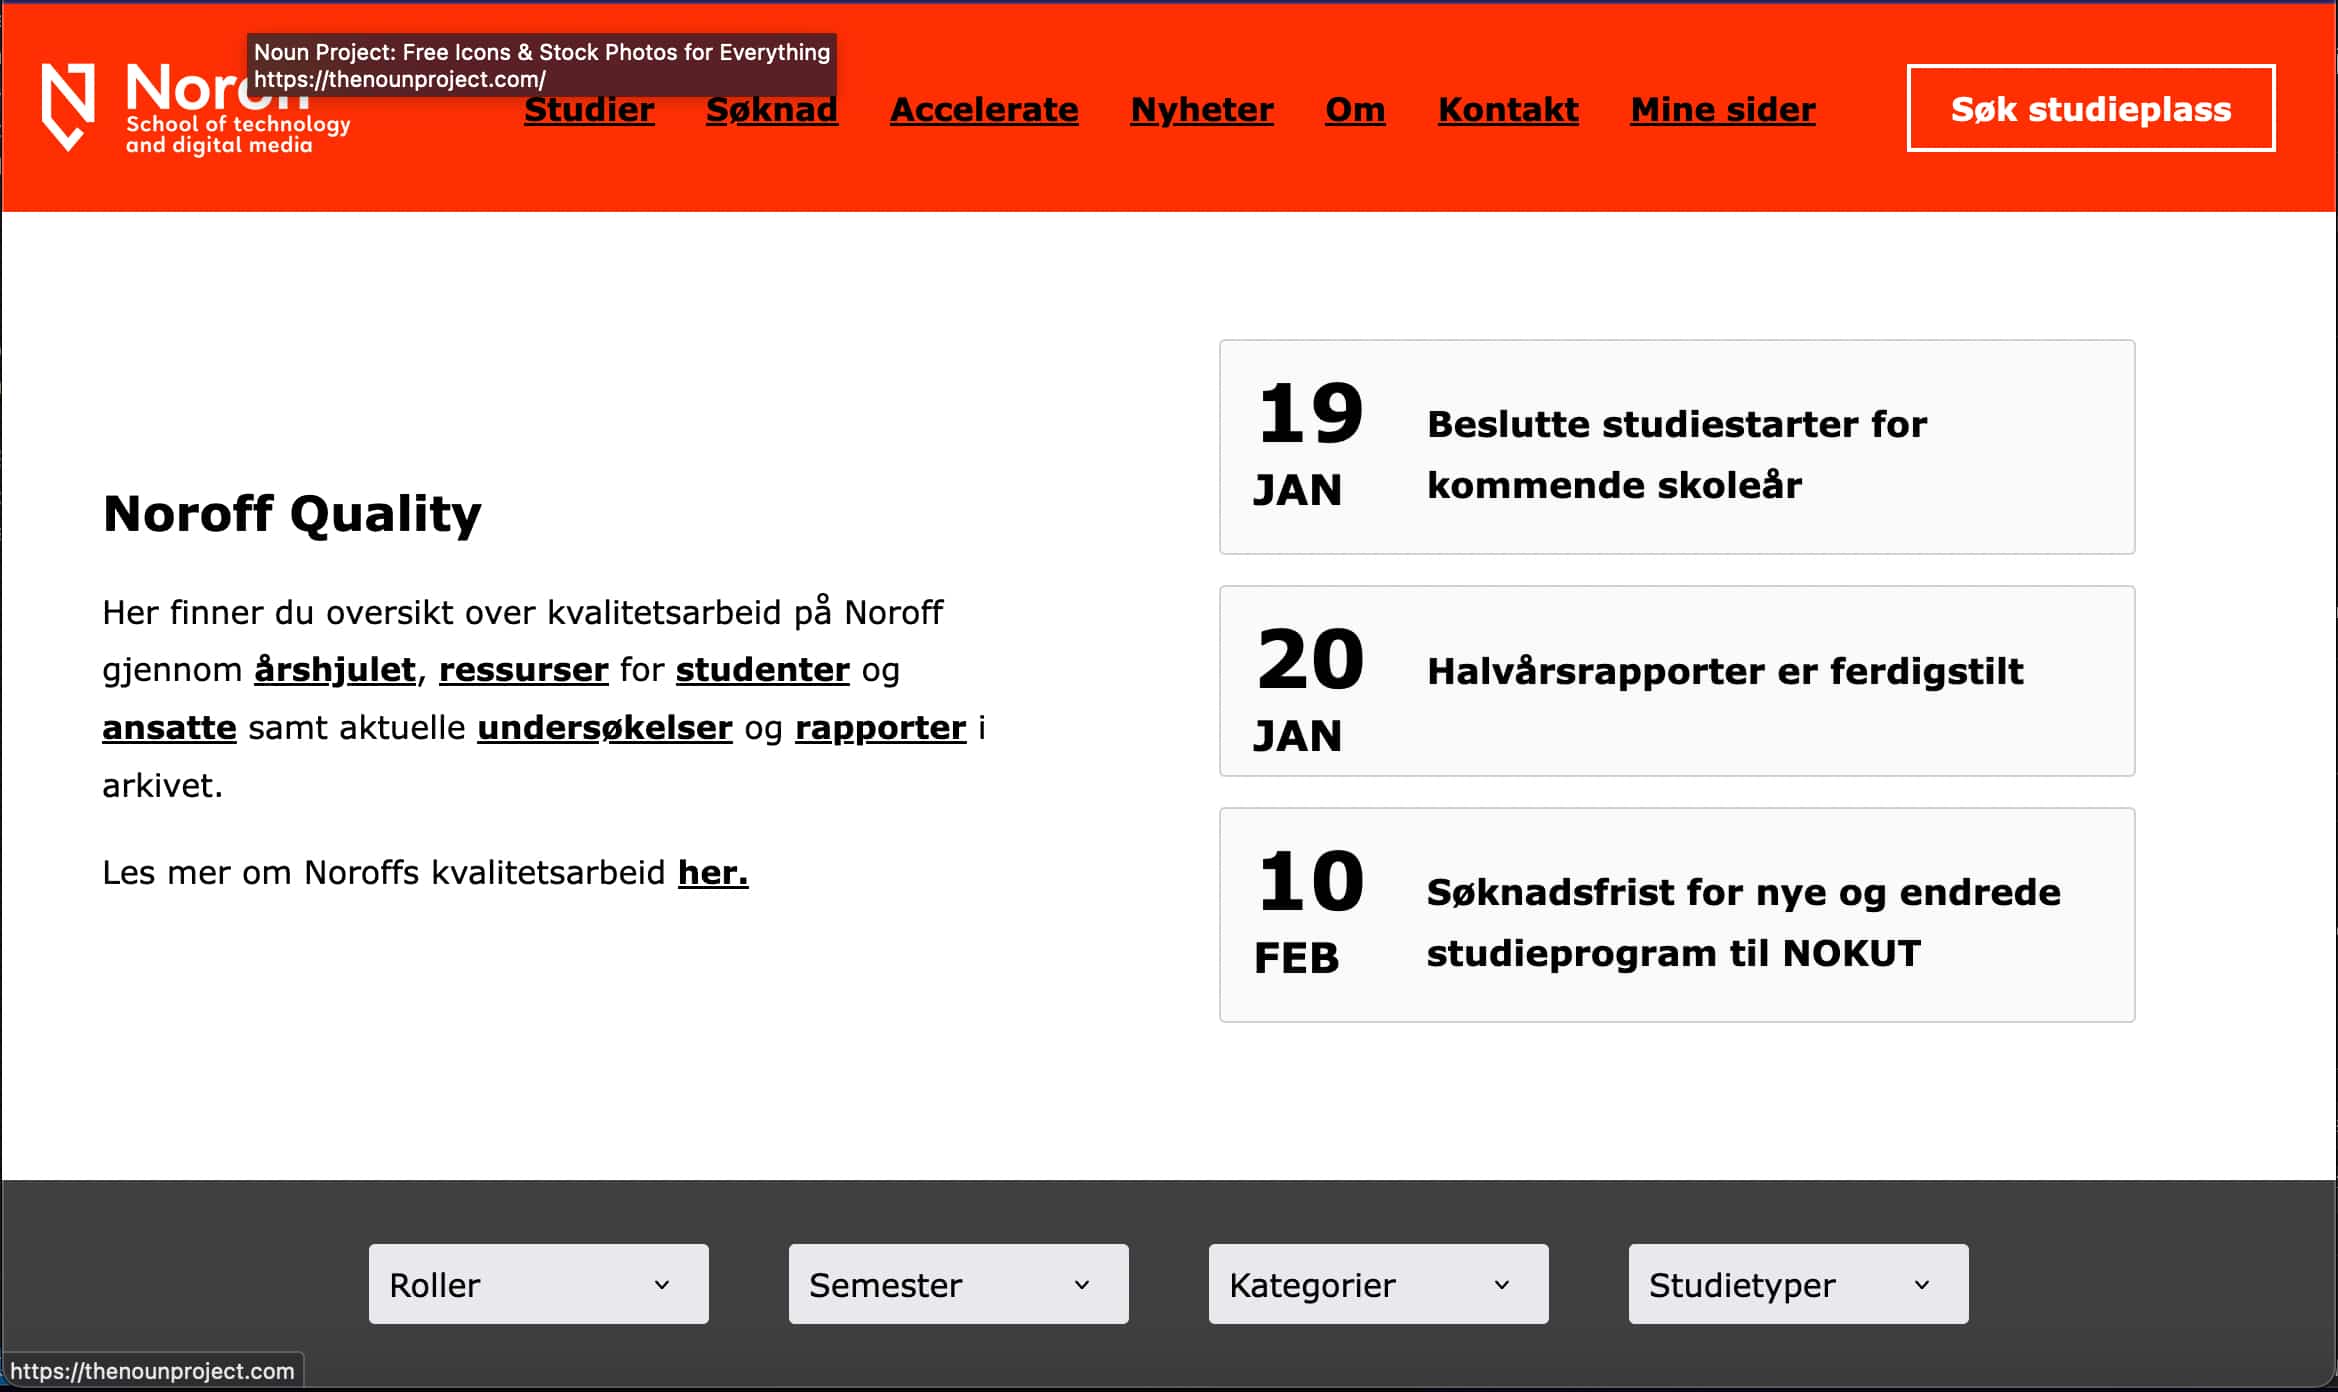 Noun Project: Free Icons & Stock Photos for Everything
https://thenounproject.com/
Noroff
School of technology
and digital media
Studier Søknad Accelerate Nyheter Om Kontakt Mine sider Søk studieplass
Noroff Quality
Her finner du oversikt over kvalitetsarbeid på Noroff
gjennom årshjulet, ressurser for studenter og
ansatte samt aktuelle undersøkelser og rapporter i
arkivet.
Les mer om Noroffs kvalitetsarbeid her.
19
JAN
Beslutte studiestarter for
kommende skoleår
20
JAN
Halvårsrapporter er ferdigstilt
10
FEB
Søknadsfrist for nye og endrede
studieprogram til NOKUT
Roller Semester Kategorier Studietyper
https://thenounproject.com